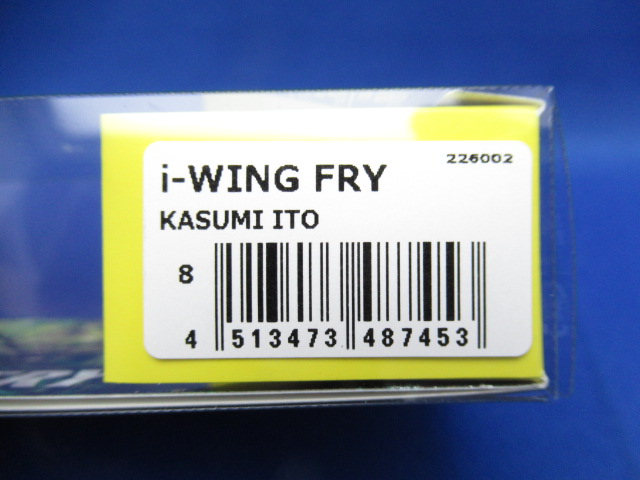 226002
i-WING FRY
KASUMI ITO
8
4 513473 487453